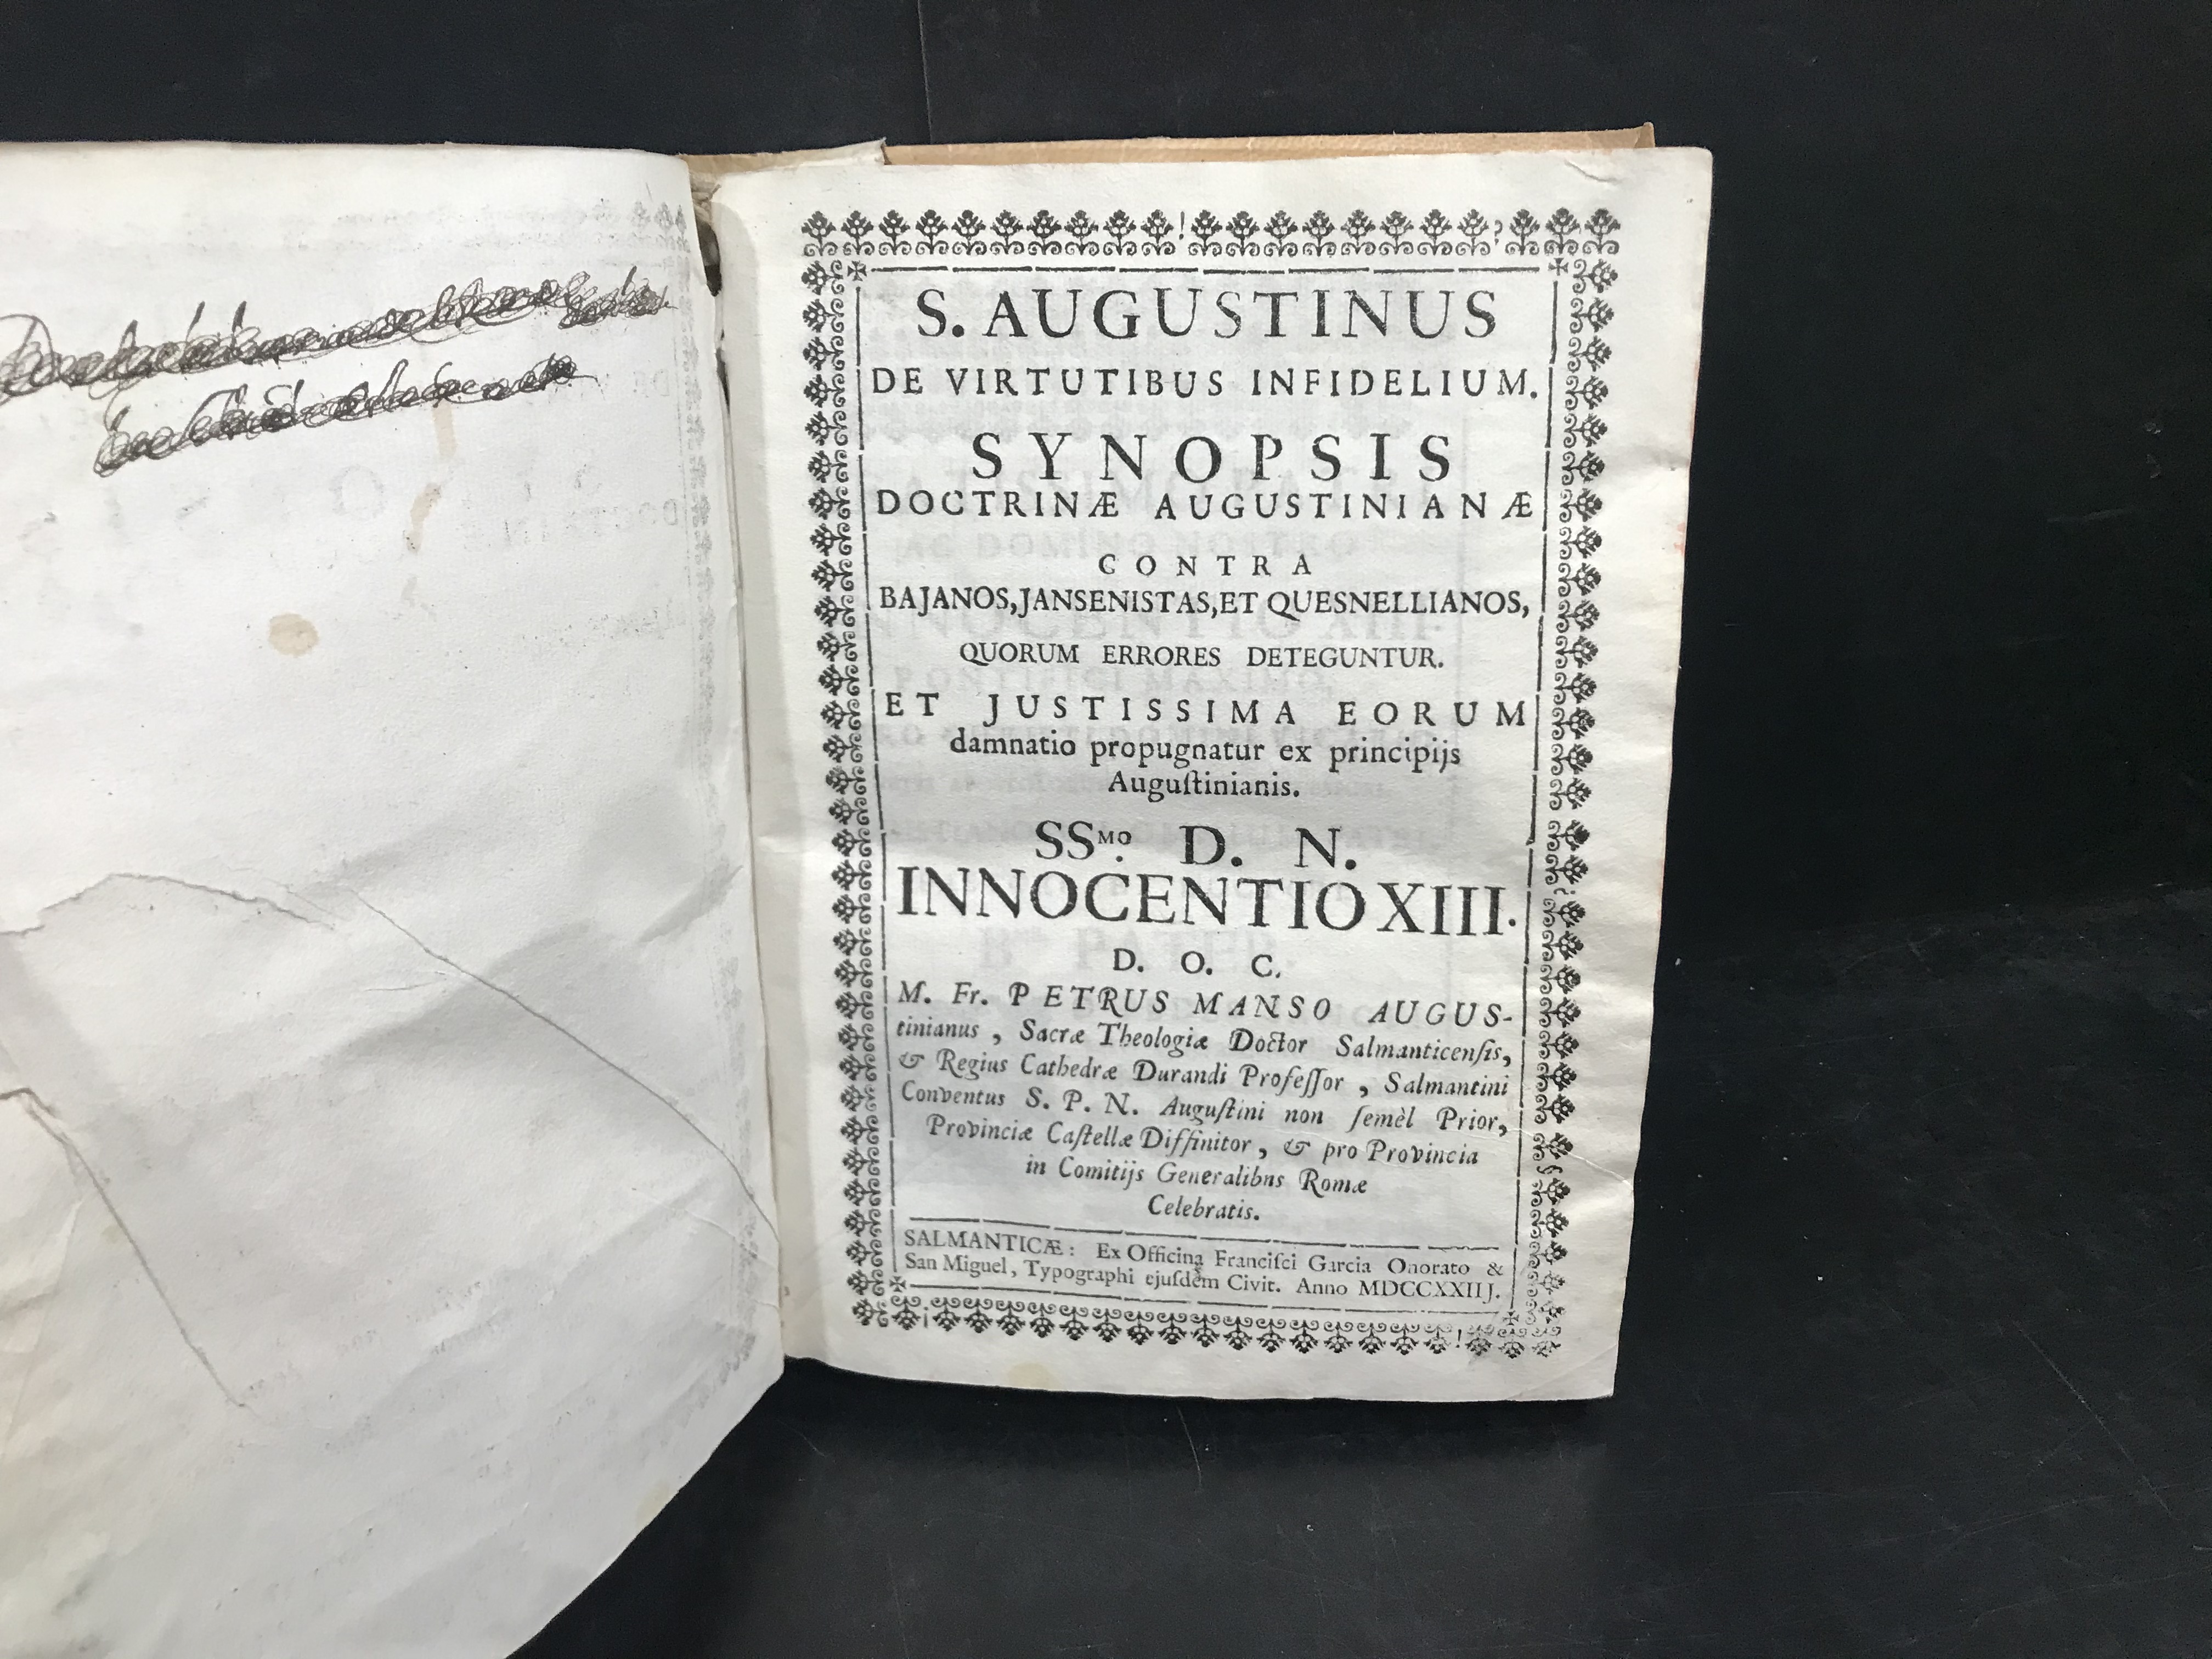 S. AUGUSTINUS
DE VIRTUTIBUS INFIDELIUM.
SYNOPSIS
DOCTRINÆ AUGUSTINIANÆ
CONTRA
BAJANOS, JANSENISTAS, ET QUESNELLIANOS,
QUORUM ERRORES DETEGUNTUR.
ET JUSTISSIMA EORUM
damnatio propugnatur ex principijs
Auguſtinianis.
SSMO. D. N.
INNOCENTIO XIII.
D. O. C.
M. Fr. PETRUS MANSO AUGUS-
tinianus, Sacræ Theologiæ Doctor Salmanticenſis,
& Regius Cathedræ Durandi Profeſſor, Salmantini
Conventus S. P. N. Auguſtini non ſemèl Prior,
Provinciæ Caſtellæ Diffinitor, & pro Provincia
in Comitijs Generalibns Romæ
Celebratis.
SALMANTICÆ: Ex Officina Franciſci Garcia Onorato &
San Miguel, Typographi ejuſdem Civit. Anno MDCCXXIIJ.